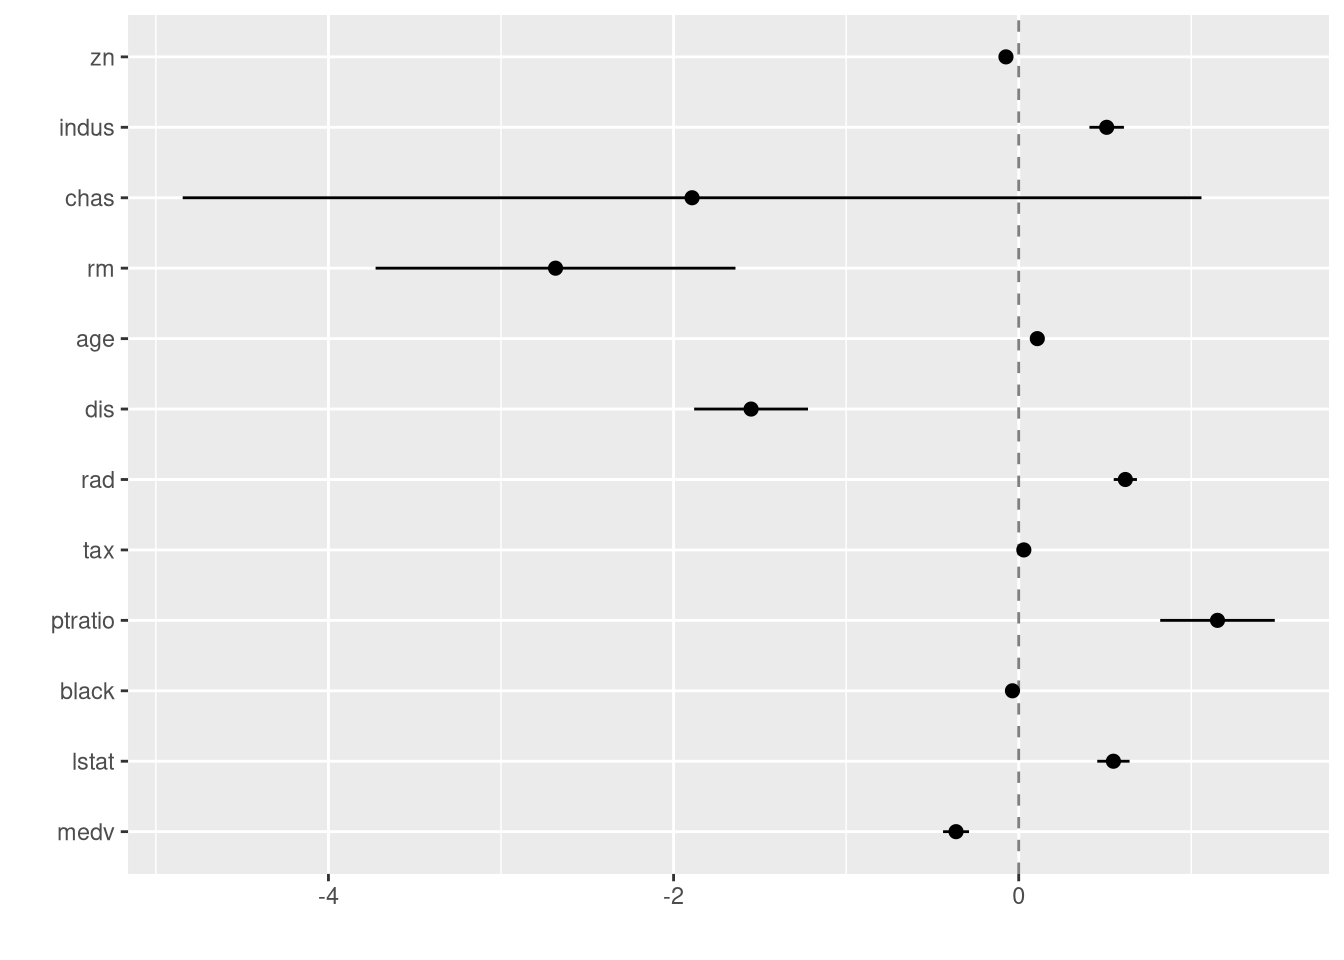 zn
indus
chas
rm
age
dis
rad
tax
ptratio
black
lstat
medv
-4 -2 0